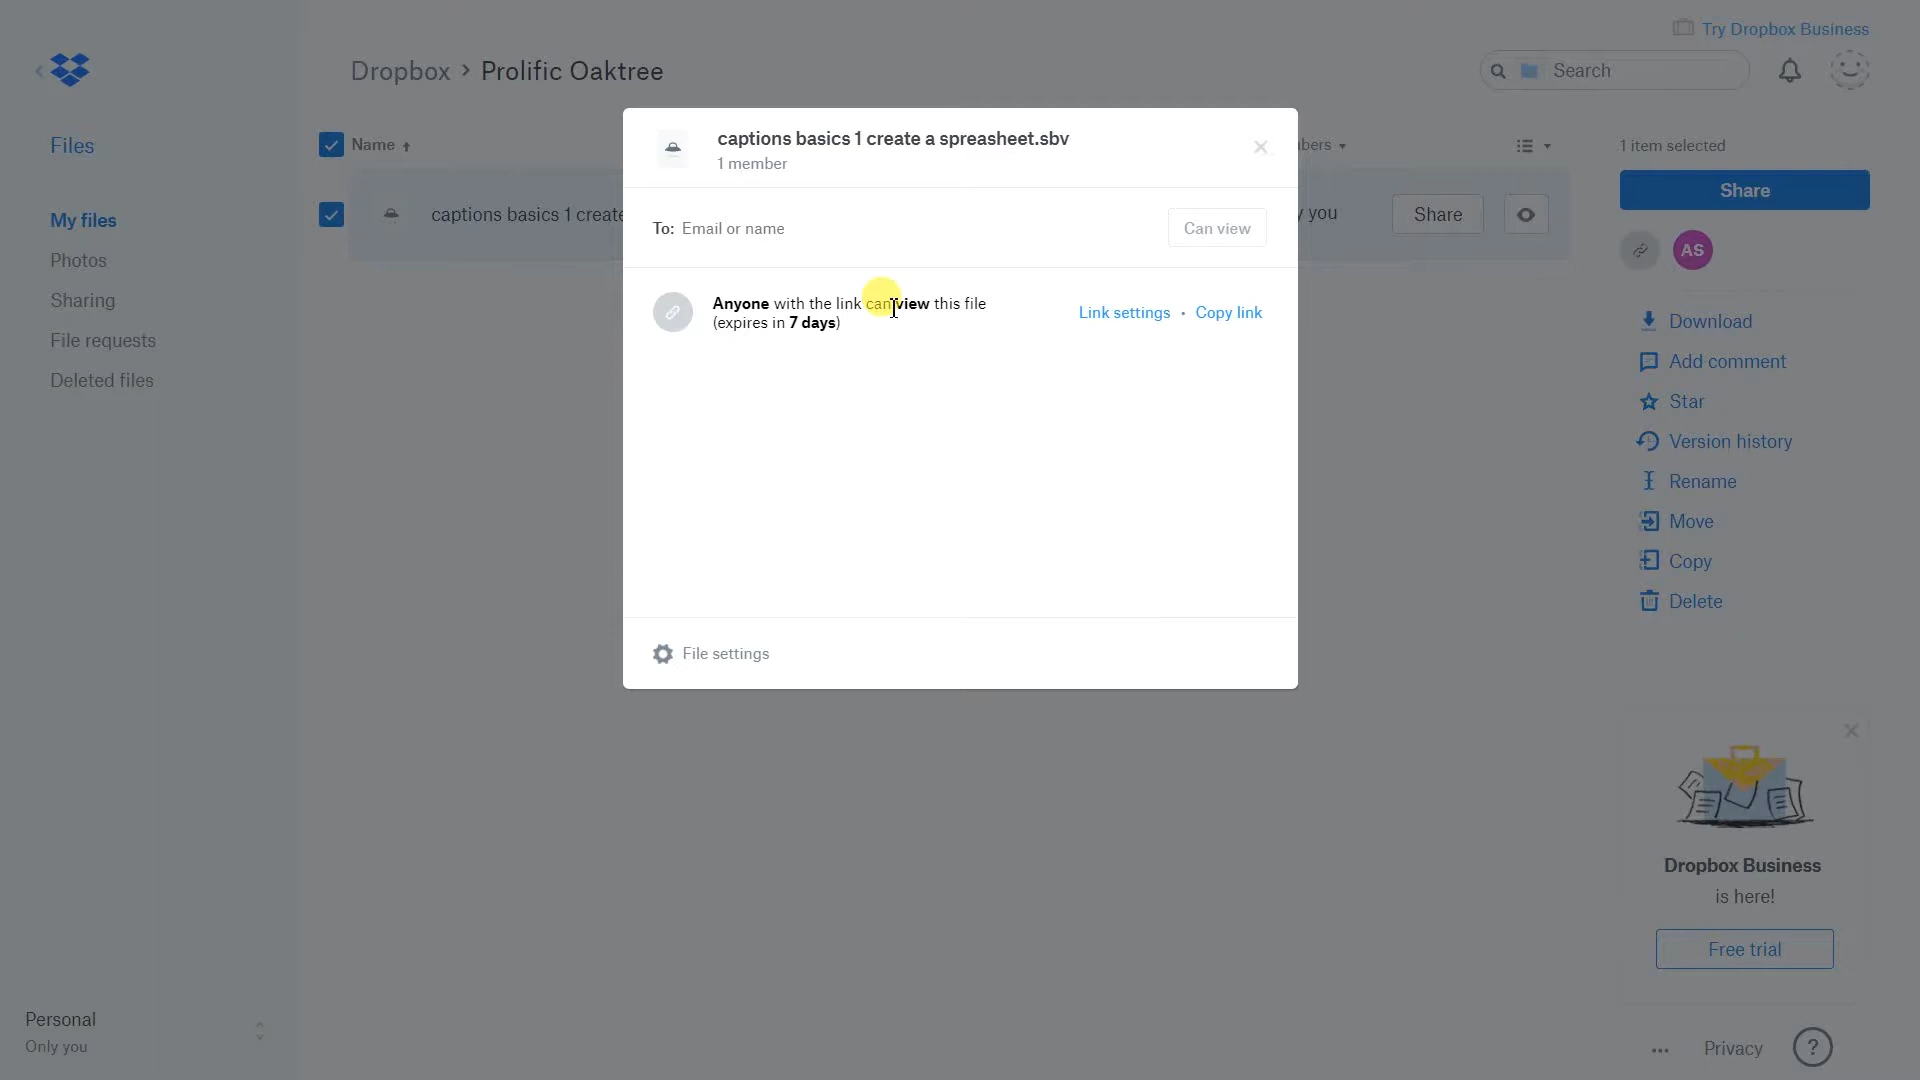 Try Dropbox Business
Dropbox › Prolific Oaktree
Search
Files
My files
Photos
Sharing
File requests
Deleted files
Personal
Only you
Name
captions basics 1 create
y you
Share
captions basics 1 create a spreasheet.sbv
1 member
To: Email or name
Can view
Anyone with the link can view this file
(expires in 7 days)
Link settings • Copy link
File settings
1 item selected
Share
AS
Download
Add comment
Star
Version history
Rename
Move
Copy
Delete
Dropbox Business
is here!
Free trial
Privacy
?